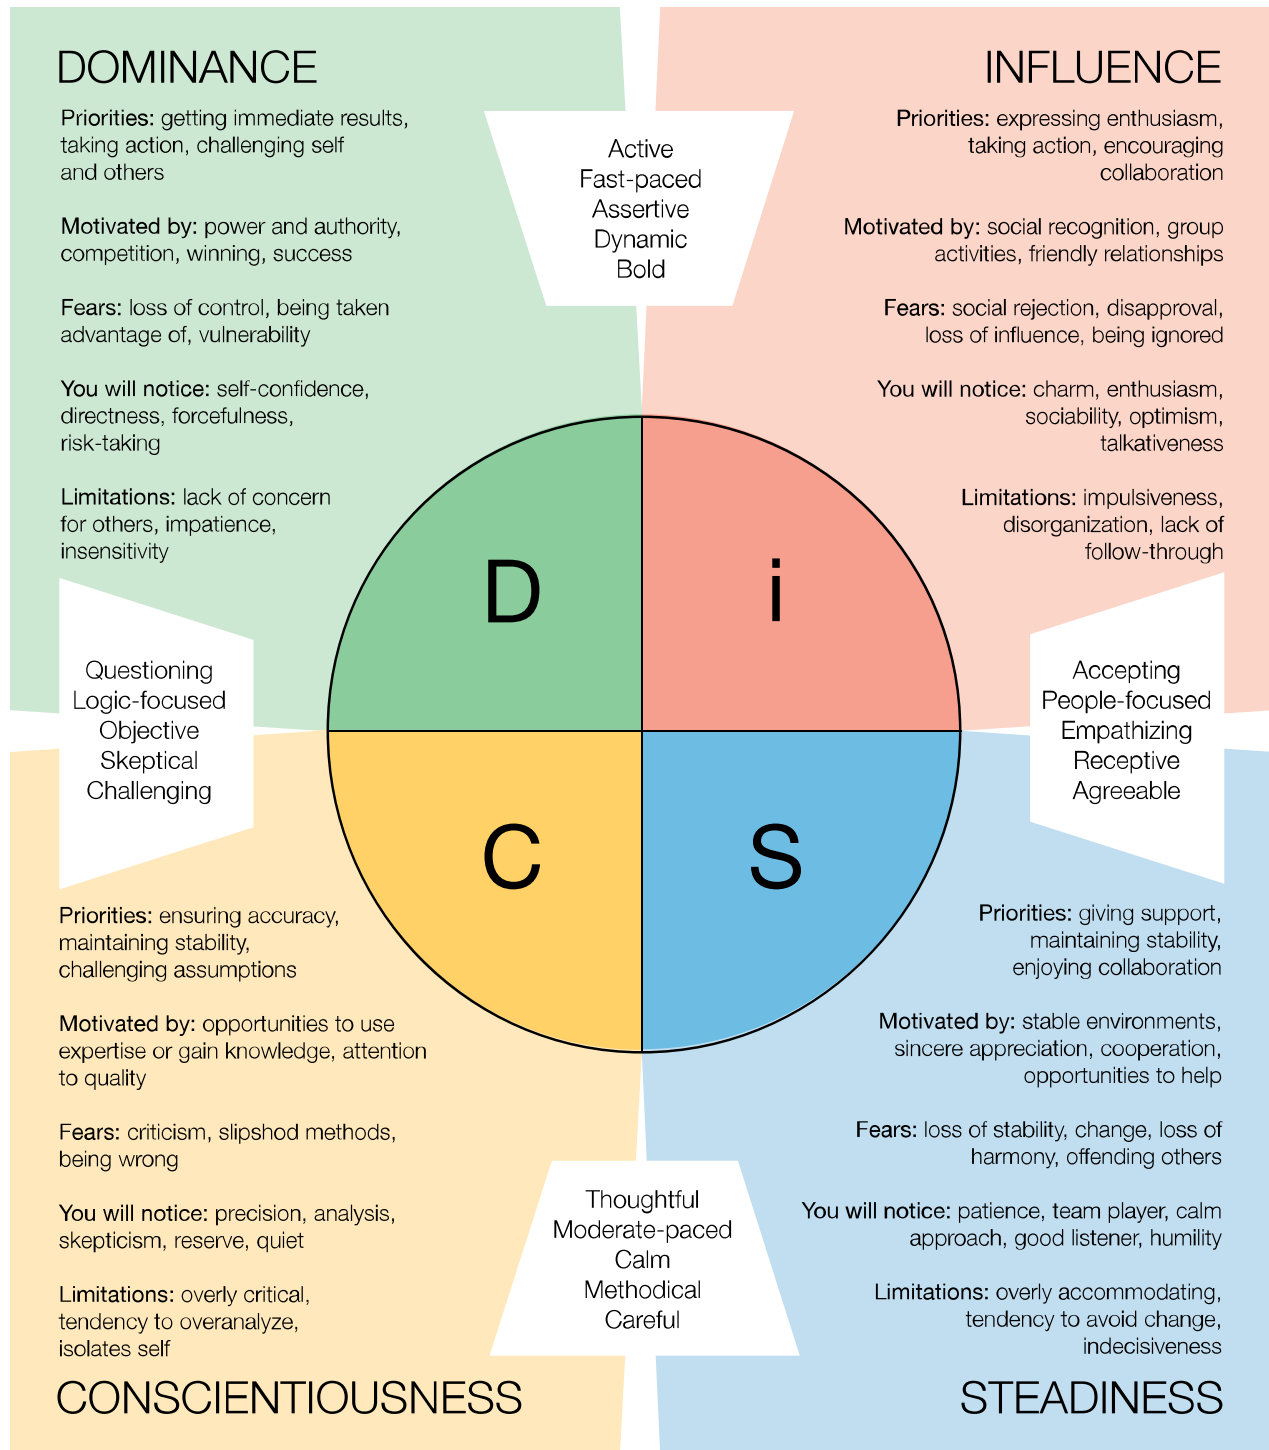 DOMINANCE
Priorities: getting immediate results,
taking action, challenging self
and others
Motivated by: power and authority,
competition, winning, success
Fears: loss of control, being taken
advantage of, vulnerability
You will notice: self-confidence,
directness, forcefulness,
risk-taking
Limitations: lack of concern
for others, impatience,
insensitivity
Active
Fast-paced
Assertive
Dynamic
Bold
INFLUENCE
Priorities: expressing enthusiasm,
taking action, encouraging
collaboration
Motivated by: social recognition, group
activities, friendly relationships
Fears: social rejection, disapproval,
loss of influence, being ignored
You will notice: charm, enthusiasm,
sociability, optimism,
talkativeness
Limitations: impulsiveness,
disorganization, lack of
follow-through
D
i
Questioning
Logic-focused
Objective
Skeptical
Challenging
Accepting
People-focused
Empathizing
Receptive
Agreeable
C
S
Priorities: ensuring accuracy,
maintaining stability,
challenging assumptions
Motivated by: opportunities to use
expertise or gain knowledge, attention
to quality
Fears: criticism, slipshod methods,
being wrong
You will notice: precision, analysis,
skepticism, reserve, quiet
Limitations: overly critical,
tendency to overanalyze,
isolates self
CONSCIENTIOUSNESS
Thoughtful
Moderate-paced
Calm
Methodical
Careful
Priorities: giving support,
maintaining stability,
enjoying collaboration
Motivated by: stable environments,
sincere appreciation, cooperation,
opportunities to help
Fears: loss of stability, change, loss of
harmony, offending others
You will notice: patience, team player, calm
approach, good listener, humility
Limitations: overly accommodating,
tendency to avoid change,
indecisiveness
STEADINESS